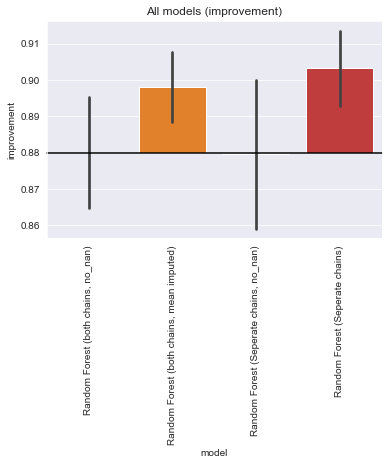 All models (improvement)
improvement
0.91
0.90
0.89
0.88
0.87
0.86
Random Forest (both chains, no_nan)
Random Forest (both chains, mean imputed)
Random Forest (Seperate chains, no_nan)
Random Forest (Seperate chains)
model